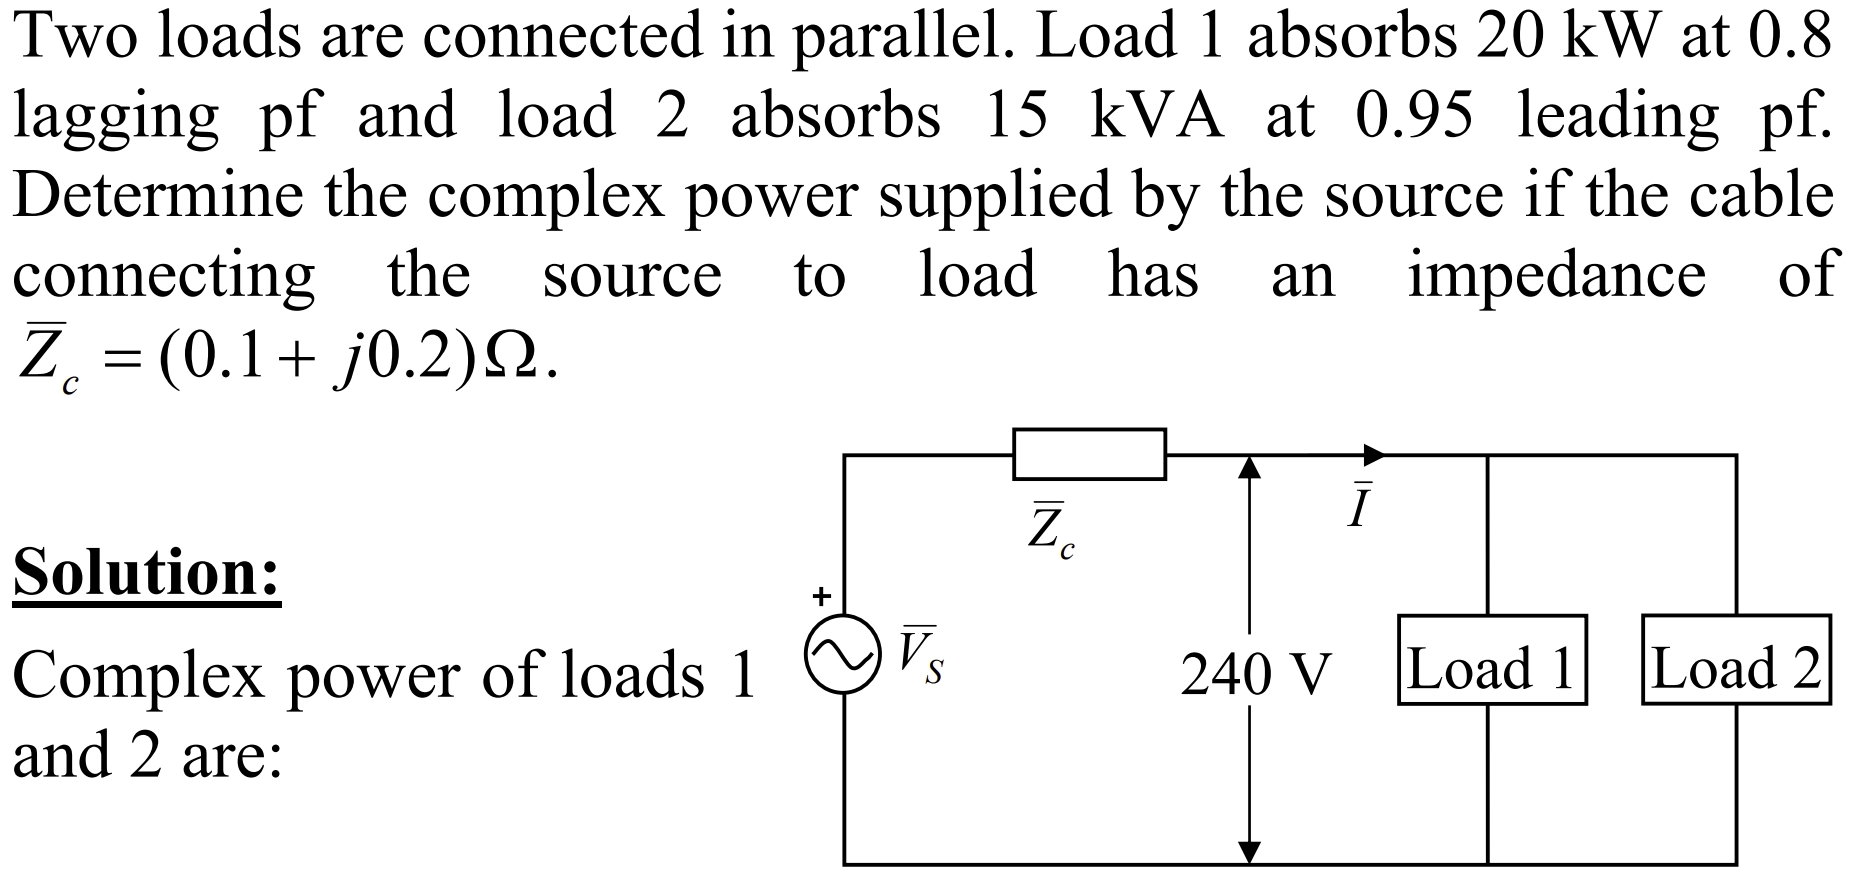 Two loads are connected in parallel. Load 1 absorbs 20 kW at 0.8
lagging pf and load 2 absorbs 15 kVA at 0.95 leading pf.
Determine the complex power supplied by the source if the cable
connecting the source to load has an impedance of
Z̅c = (0.1 + j0.2)Ω.
Z̅c
I̅
Solution:
+
V̅S
240 V
Load 1
Load 2
Complex power of loads 1
and 2 are: